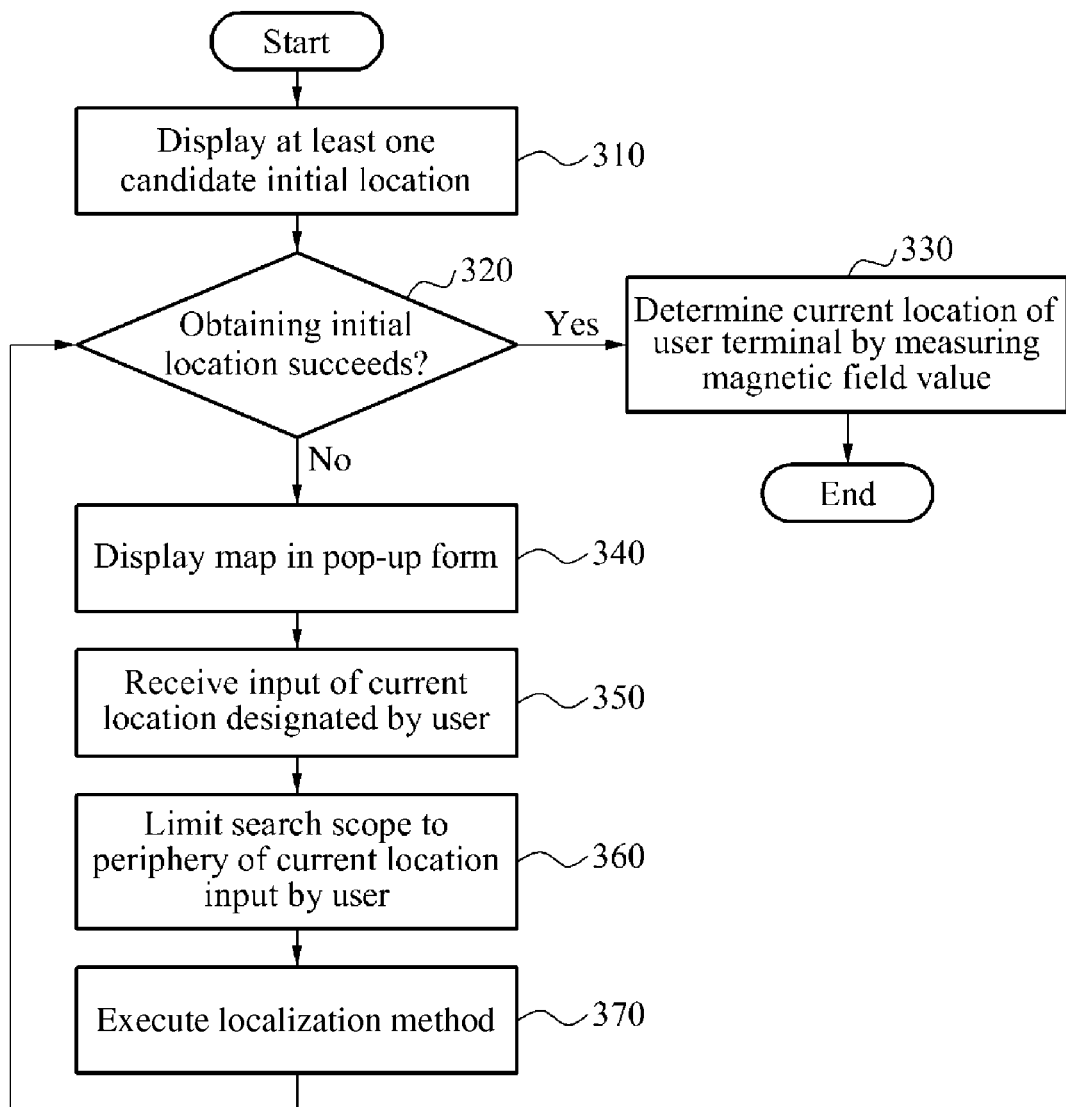 Start
Display at least one
candidate initial location
310
320
Obtaining initial
location succeeds?
Yes
330
Determine current location of
user terminal by measuring
magnetic field value
End
No
Display map in pop-up form
340
Receive input of current
location designated by user
350
Limit search scope to
periphery of current location
input by user
360
Execute localization method
370